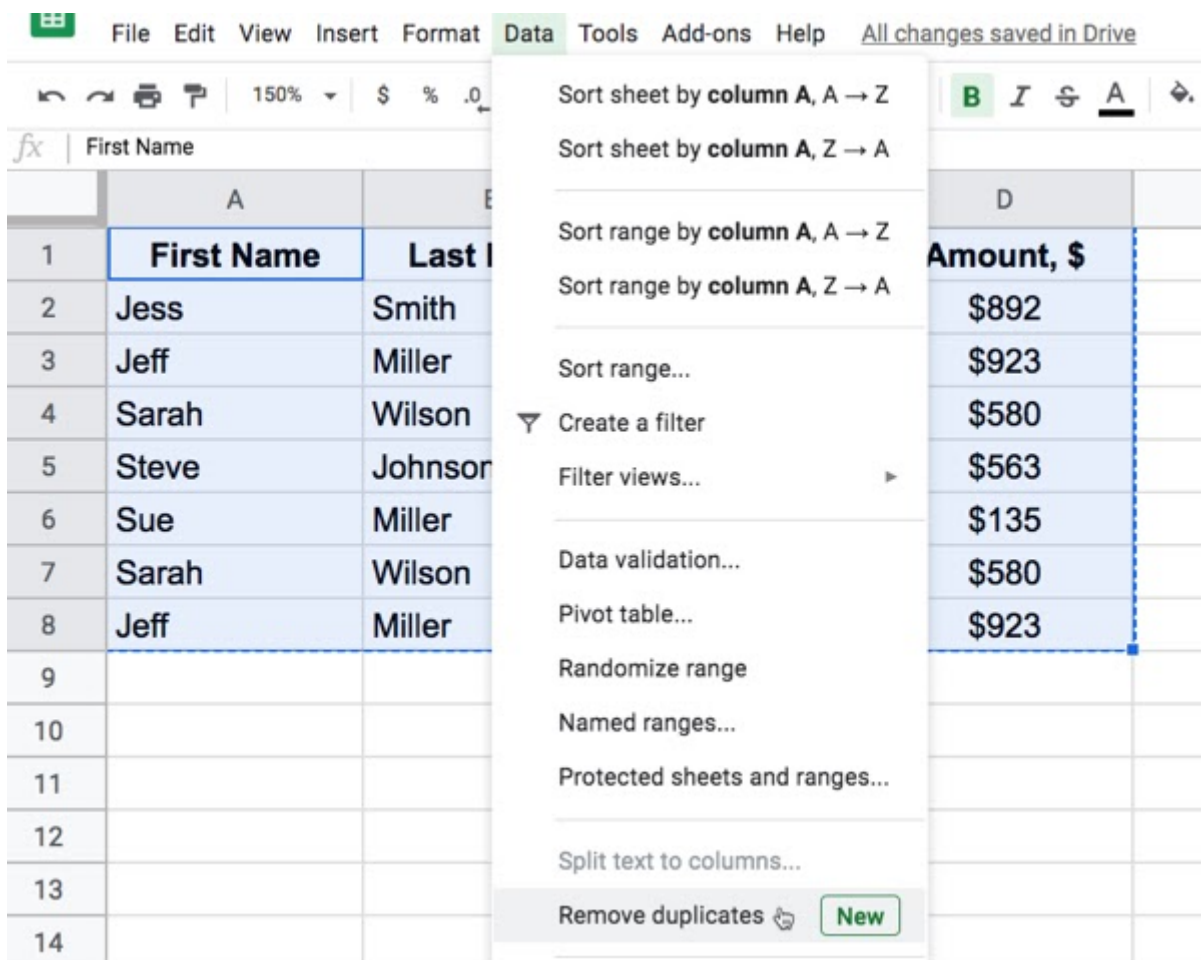 File Edit View Insert Format Data Tools Add-ons Help All changes saved in Drive
150% $ % .0 B I S A
fx First Name
A D
1 First Name Last Amount, $
2 Jess Smith $892
3 Jeff Miller $923
4 Sarah Wilson $580
5 Steve Johnson $563
6 Sue Miller $135
7 Sarah Wilson $580
8 Jeff Miller $923
9
10
11
12
13
14
Sort sheet by column A, A → Z
Sort sheet by column A, Z → A
Sort range by column A, A → Z
Sort range by column A, Z → A
Sort range...
Create a filter
Filter views...
Data validation...
Pivot table...
Randomize range
Named ranges...
Protected sheets and ranges...
Split text to columns...
Remove duplicates New